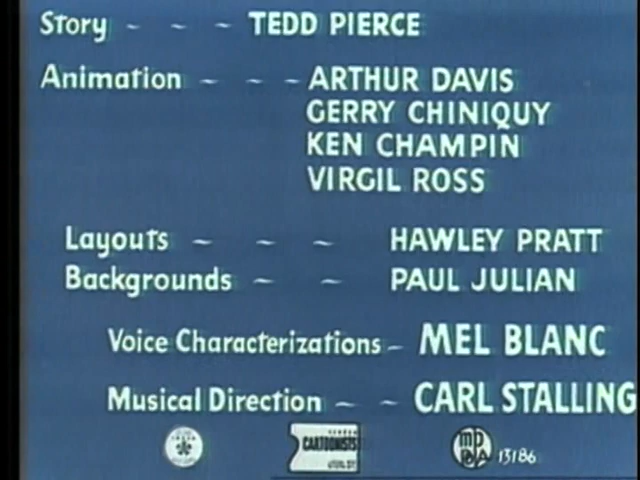 Story ~ ~ ~ TEDD PIERCE
Animation ~ ~ ~ ARTHUR DAVIS
GERRY CHINIQUY
KEN CHAMPIN
VIRGIL ROSS
Layouts ~ ~ ~ HAWLEY PRATT
Backgrounds ~ ~ PAUL JULIAN
Voice Characterizations ~ MEL BLANC
Musical Direction ~ ~ CARL STALLING
CARTOONISTS
13186